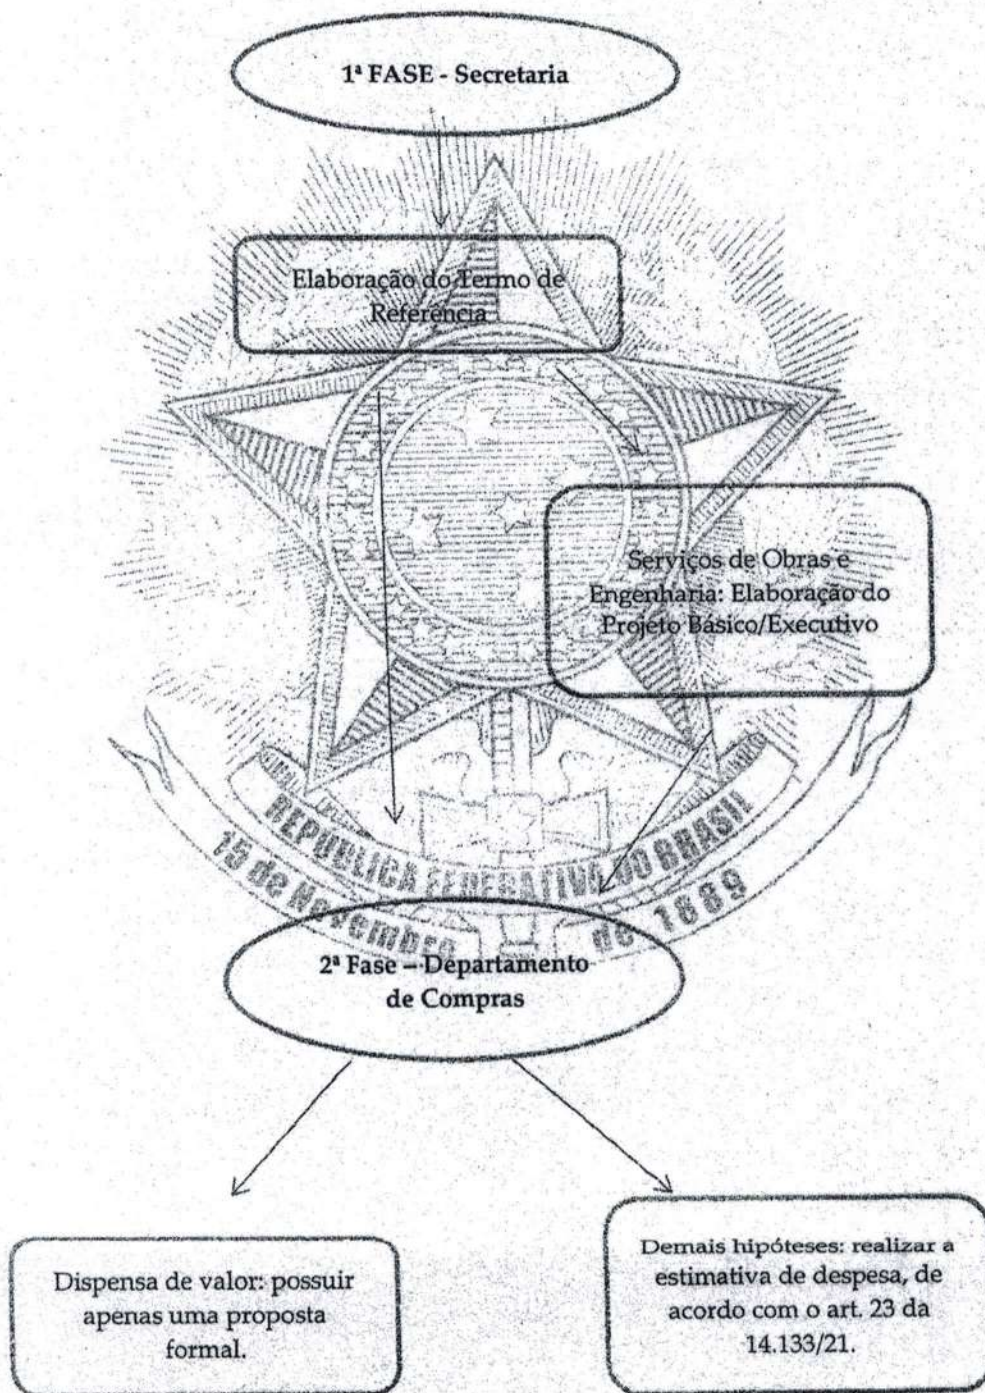 1ª FASE - Secretaria
Elaboração do Termo de
Referência
Serviços de Obras e
Engenharia: Elaboração do
Projeto Básico/Executivo
REPUBLICA FEDERATIVA DO BRASIL
15 de Novembro
de 1889
2ª Fase – Departamento
de Compras
Dispensa de valor: possuir
apenas uma proposta
formal.
Demais hipóteses: realizar a
estimativa de despesa, de
acordo com o art. 23 da
14.133/21.